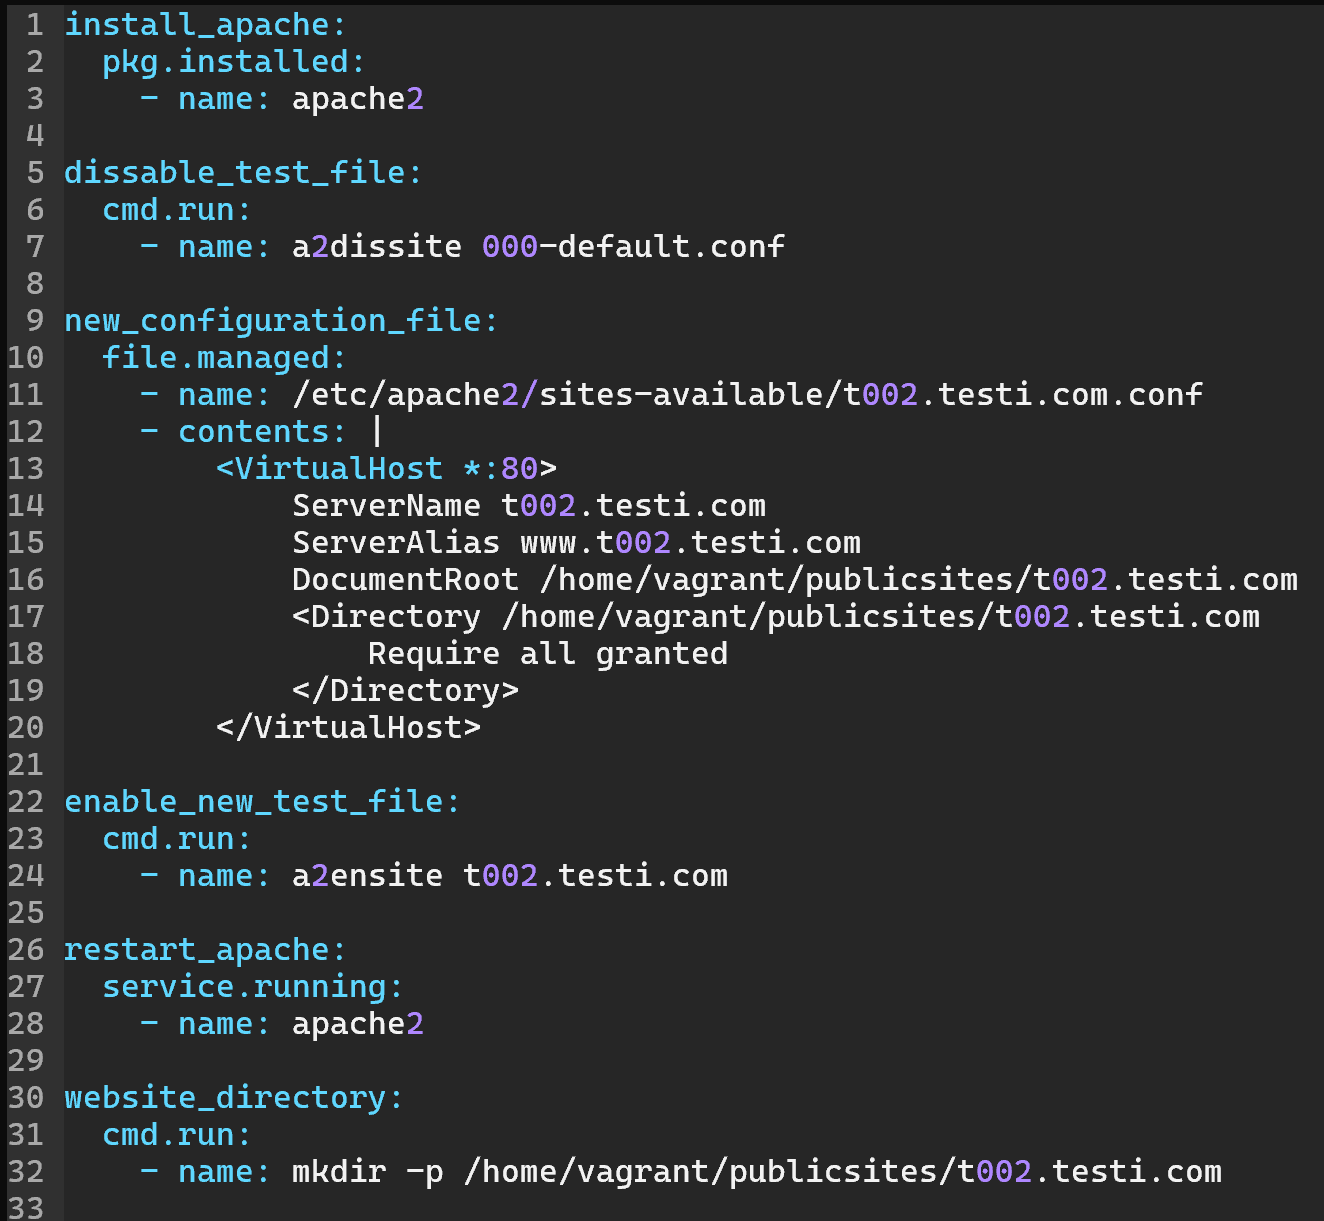 1 install_apache:
2   pkg.installed:
3     - name: apache2
4
5 dissable_test_file:
6   cmd.run:
7     - name: a2dissite 000-default.conf
8
9 new_configuration_file:
10   file.managed:
11     - name: /etc/apache2/sites-available/t002.testi.com.conf
12     - contents: |
13         <VirtualHost *:80>
14             ServerName t002.testi.com
15             ServerAlias www.t002.testi.com
16             DocumentRoot /home/vagrant/publicsites/t002.testi.com
17             <Directory /home/vagrant/publicsites/t002.testi.com
18                 Require all granted
19             </Directory>
20         </VirtualHost>
21
22 enable_new_test_file:
23   cmd.run:
24     - name: a2ensite t002.testi.com
25
26 restart_apache:
27   service.running:
28     - name: apache2
29
30 website_directory:
31   cmd.run:
32     - name: mkdir -p /home/vagrant/publicsites/t002.testi.com
33